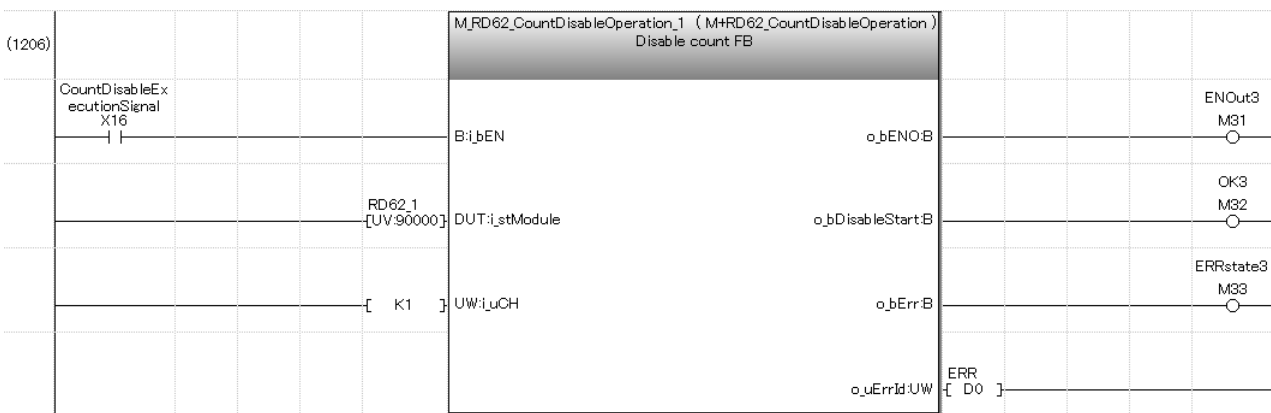 M_RD62_CountDisableOperation_1 ( M+RD62_CountDisableOperation )
Disable count FB
(1206)
CountDisableEx
ecutionSignal
X16
B:i_bEN
o_bENO:B
ENOut3
M31
RD62_1
[UV:90000]
DUT:i_stModule
o_bDisableStart:B
OK3
M32
[ K1 ]
UW:i_uCH
o_bErr:B
ERRstate3
M33
o_uErrId:UW
ERR
[ D0 ]